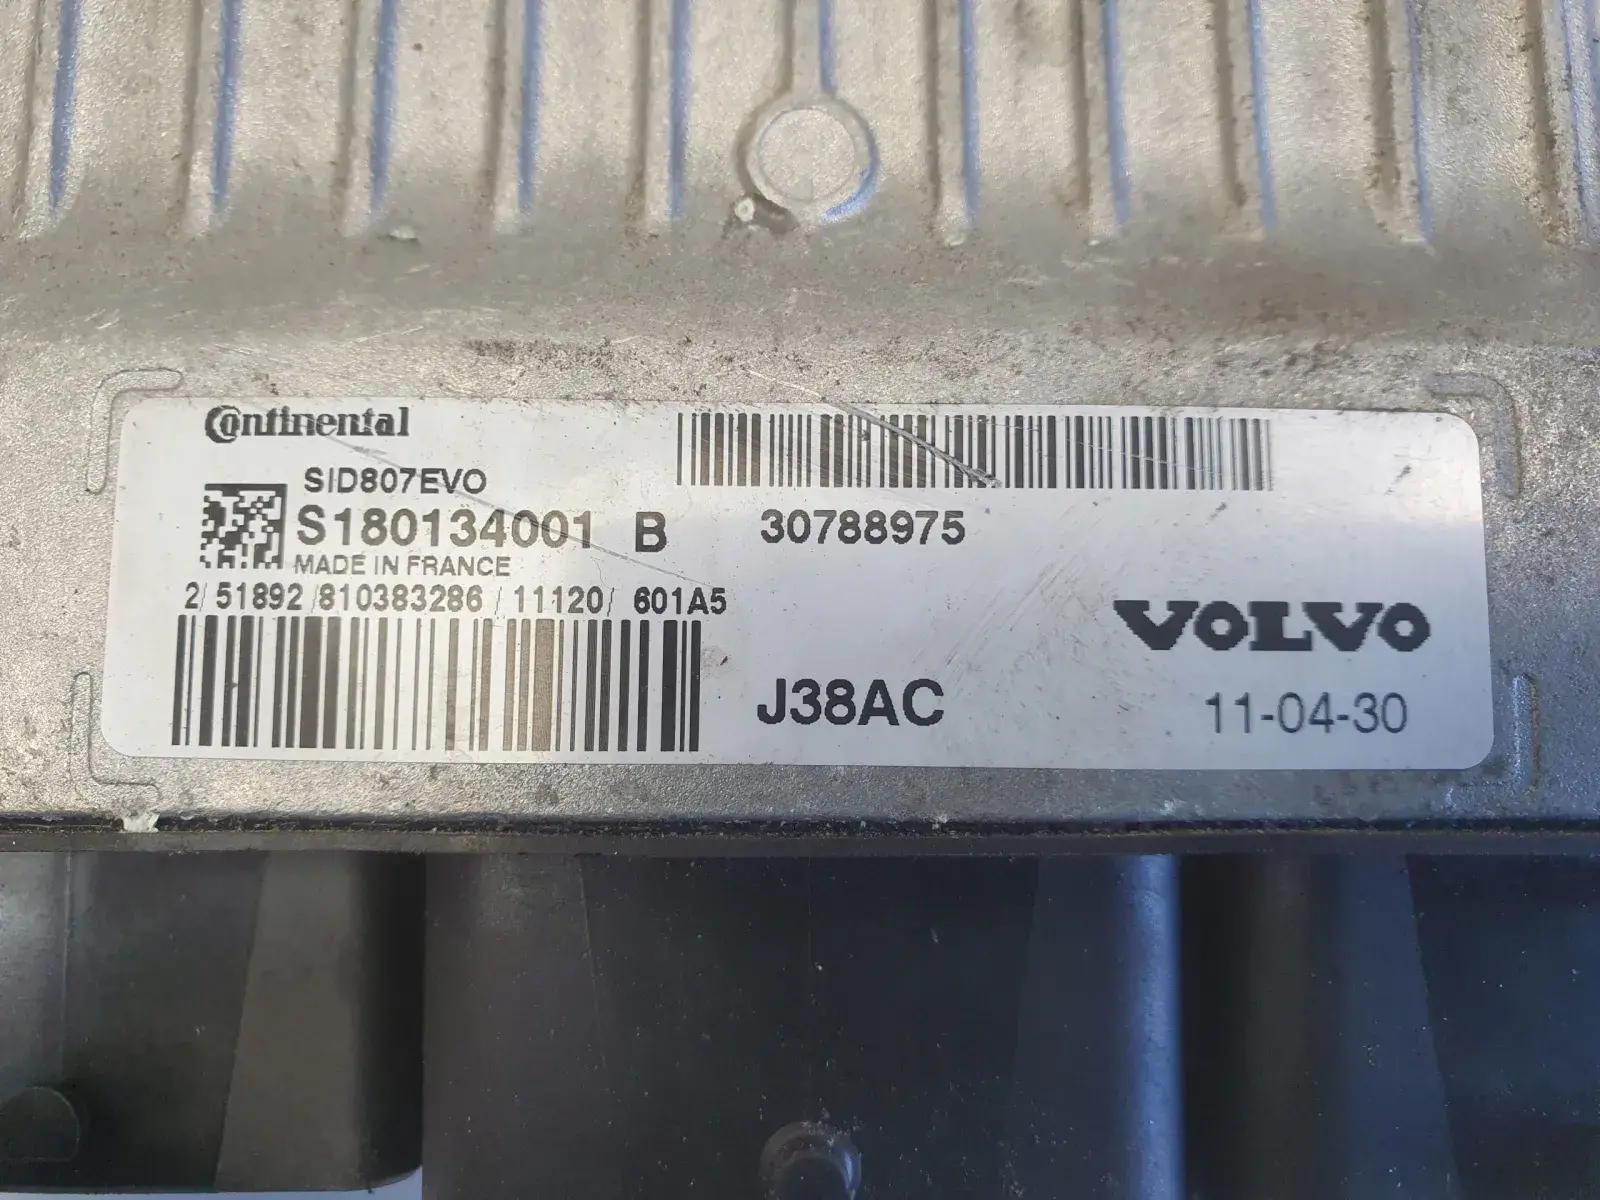 Continental
SID807EVO
S180134001 B
30788975
MADE IN FRANCE
2/ 51892 /810383286 /11120/ 601A5
VOLVO
J38AC
11-04-30